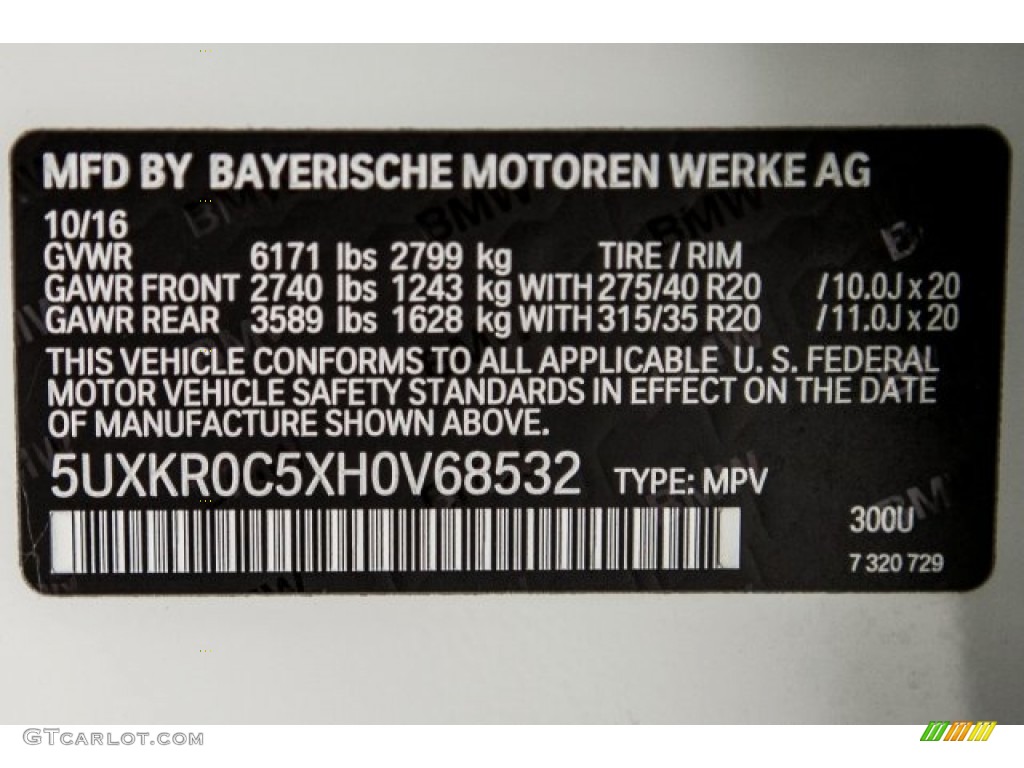 MFD BY BAYERISCHE MOTOREN WERKE AG
10/16
GVWR 6171 lbs 2799 kg TIRE / RIM
GAWR FRONT 2740 lbs 1243 kg WITH 275/40 R20 /10.0J x 20
GAWR REAR 3589 lbs 1628 kg WITH 315/35 R20 /11.0J x 20
THIS VEHICLE CONFORMS TO ALL APPLICABLE U. S. FEDERAL
MOTOR VEHICLE SAFETY STANDARDS IN EFFECT ON THE DATE
OF MANUFACTURE SHOWN ABOVE.
5UXKR0C5XH0V68532 TYPE: MPV
300U
7 320 729
GTCARLOT.COM